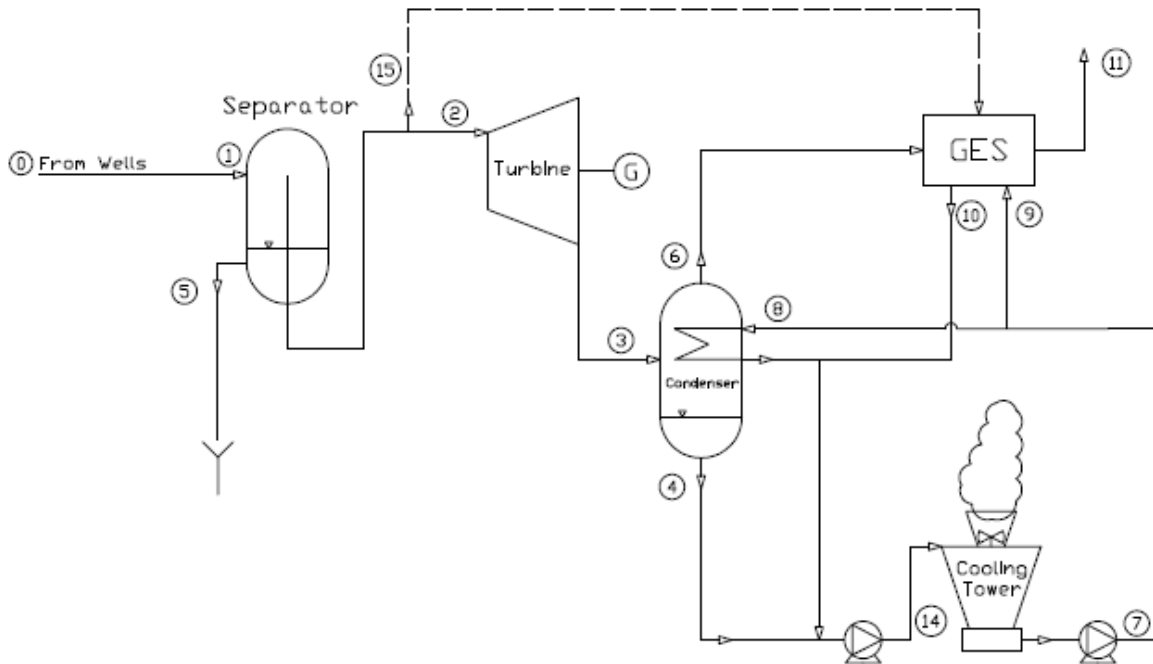 15
11
Separator
2
0 From Wells
1
GES
Turbine
G
10
9
5
6
8
3
Condenser
4
Cooling
Tower
14
7